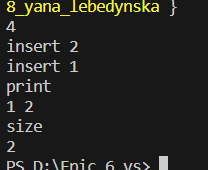 8_yana_lebedynska }
4
insert 2
insert 1
print
1 2
size
2
PS D:\Epic 6 vs>